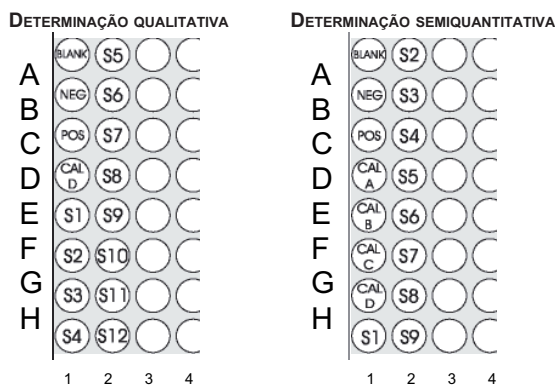 DETERMINAÇÃO QUALITATIVA
A BLANK S5
B NEG S6
C POS S7
D CAL D S8
E S1 S9
F S2 S10
G S3 S11
H S4 S12
1 2 3 4
DETERMINAÇÃO SEMIQUANTITATIVA
A BLANK S2
B NEG S3
C POS S4
D CAL A S5
E CAL B S6
F CAL C S7
G CAL D S8
H S1 S9
1 2 3 4